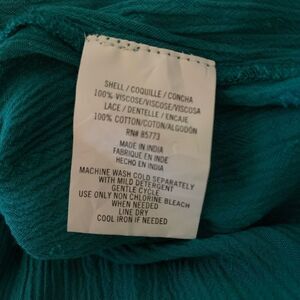 SHELL / COQUILLE / CONCHA
100% VISCOSE/VISCOSE/VISCOSA
LACE / DENTELLE / ENCAJE
100% COTTON/COTON/ALGODÓN
RN# 85773
MADE IN INDIA
FABRIQUÉ EN INDE
HECHO EN INDIA
MACHINE WASH COLD SEPARATELY
WITH MILD DETERGENT
GENTLE CYCLE
USE ONLY NON CHLORINE BLEACH
WHEN NEEDED
LINE DRY
COOL IRON IF NEEDED